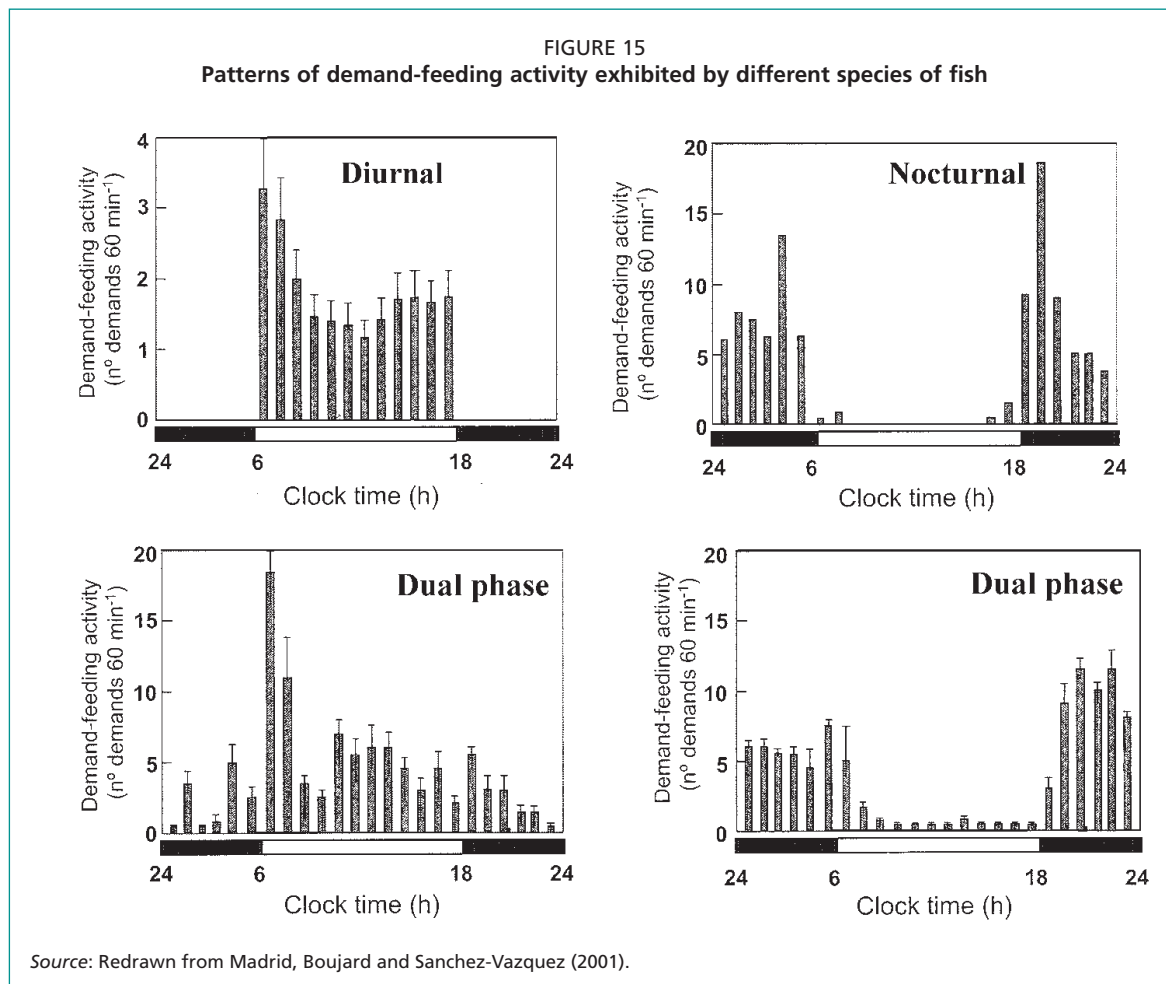 FIGURE 15
Patterns of demand-feeding activity exhibited by different species of fish
Diurnal
Demand-feeding activity
(nº demands 60 min⁻¹)
4
3
2
1
0
24 6 18 24
Clock time (h)
Nocturnal
Demand-feeding activity
(nº demands 60 min⁻¹)
20
15
10
5
0
24 6 18 24
Clock time (h)
Dual phase
Demand-feeding activity
(nº demands 60 min⁻¹)
20
15
10
5
0
24 6 18 24
Clock time (h)
Dual phase
Demand-feeding activity
(nº demands 60 min⁻¹)
20
15
10
5
0
24 6 18 24
Clock time (h)
Source: Redrawn from Madrid, Boujard and Sanchez-Vazquez (2001).